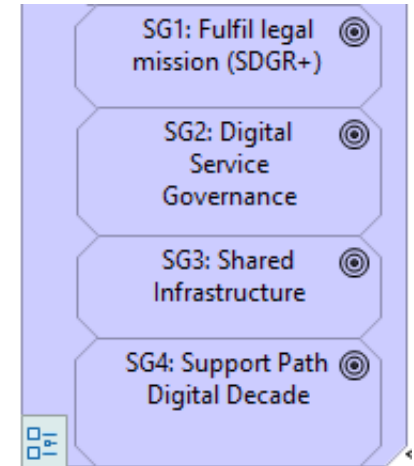 SG1: Fulfil legal
mission (SDGR+)
SG2: Digital
Service
Governance
SG3: Shared
Infrastructure
SG4: Support Path
Digital Decade